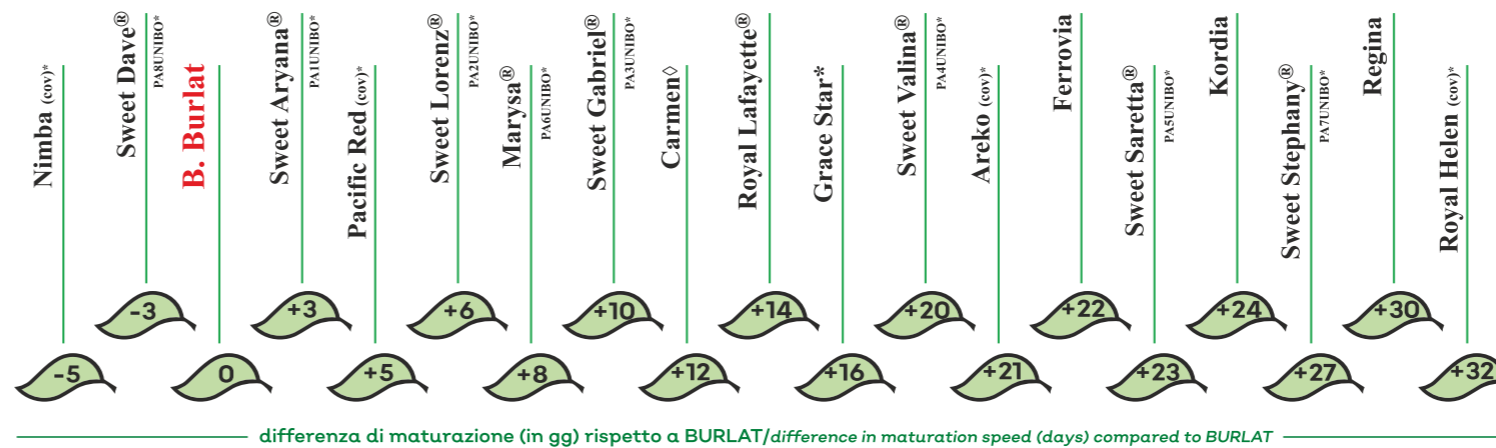 Nimba (cov)*
Sweet Dave®
PA8UNIBO*
B. Burlat
Sweet Aryana®
PA1UNIBO*
Pacific Red (cov)*
Sweet Lorenz®
PA2UNIBO*
Marysa®
PA6UNIBO*
Sweet Gabriel®
PA3UNIBO*
Carmen◊
Royal Lafayette®
Grace Star*
Sweet Valina®
PA4UNIBO*
Areko (cov)*
Ferrovia
Sweet Saretta®
PA5UNIBO*
Kordia
Sweet Stephany®
PA7UNIBO*
Regina
Royal Helen (cov)*
-3 +3 +6 +10 +14 +20 +22 +24 +30
-5 0 +5 +8 +12 +16 +21 +23 +27 +32
differenza di maturazione (in gg) rispetto a BURLAT/difference in maturation speed (days) compared to BURLAT